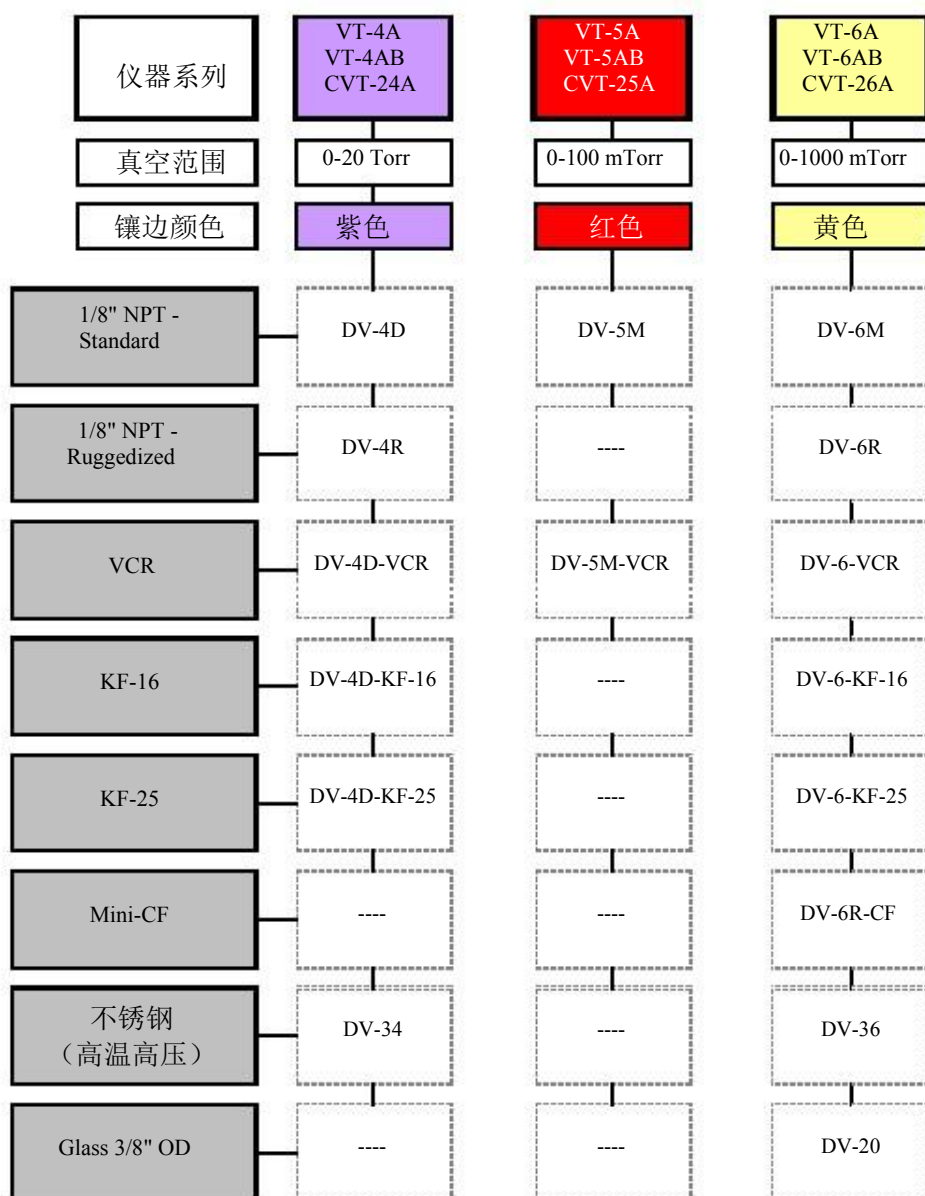 仪器系列
VT-4A
VT-4AB
CVT-24A
VT-5A
VT-5AB
CVT-25A
VT-6A
VT-6AB
CVT-26A
真空范围
0-20 Torr
0-100 mTorr
0-1000 mTorr
镶边颜色
紫色
红色
黄色
1/8" NPT -
Standard
DV-4D
DV-5M
DV-6M
1/8" NPT -
Ruggedized
DV-4R
----
DV-6R
VCR
DV-4D-VCR
DV-5M-VCR
DV-6-VCR
KF-16
DV-4D-KF-16
----
DV-6-KF-16
KF-25
DV-4D-KF-25
----
DV-6-KF-25
Mini-CF
----
----
DV-6R-CF
不锈钢
（高温高压）
DV-34
----
DV-36
Glass 3/8" OD
----
----
DV-20